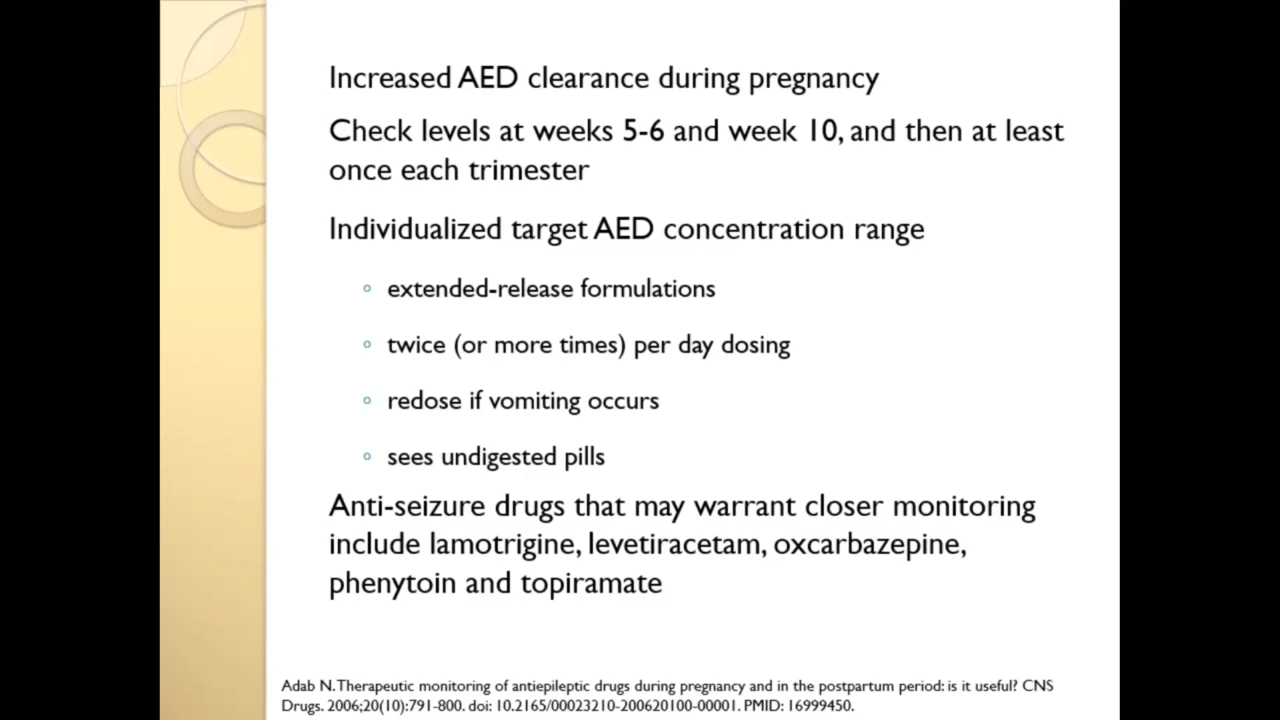 Increased AED clearance during pregnancy
Check levels at weeks 5-6 and week 10, and then at least
once each trimester
Individualized target AED concentration range
◦ extended-release formulations
◦ twice (or more times) per day dosing
◦ redose if vomiting occurs
◦ sees undigested pills
Anti-seizure drugs that may warrant closer monitoring
include lamotrigine, levetiracetam, oxcarbazepine,
phenytoin and topiramate
Adab N. Therapeutic monitoring of antiepileptic drugs during pregnancy and in the postpartum period: is it useful? CNS
Drugs. 2006;20(10):791-800. doi: 10.2165/00023210-200620100-00001. PMID: 16999450.